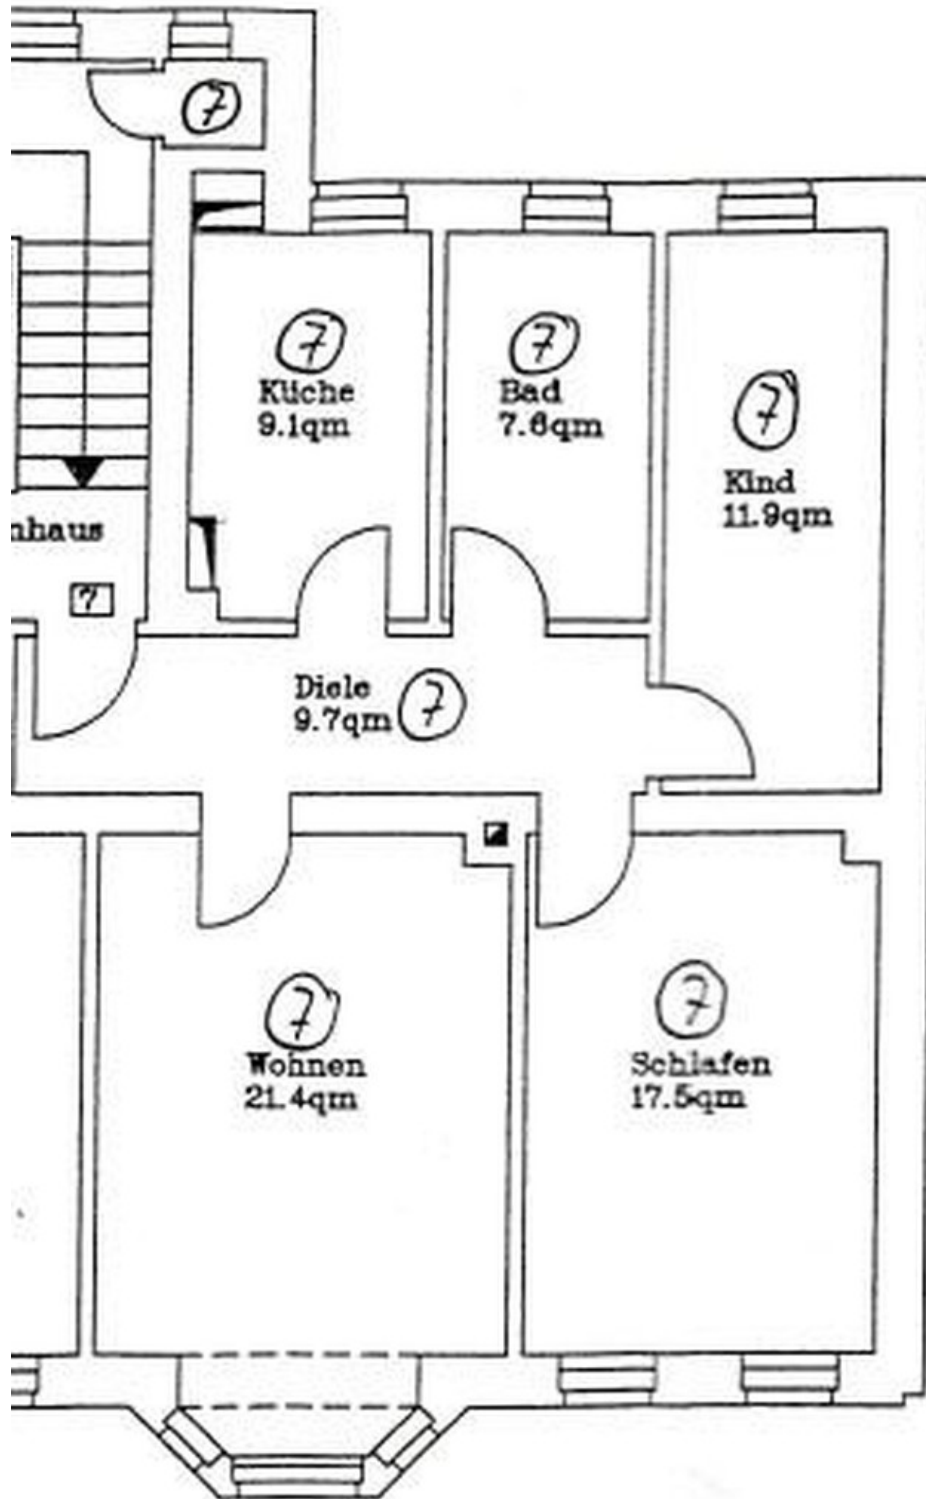 7
7
Küche
9.1qm
7
Bad
7.6qm
7
Kind
11.9qm
nhaus
7
Diele
9.7qm
7
7
Wohnen
21.4qm
7
Schlafen
17.5qm